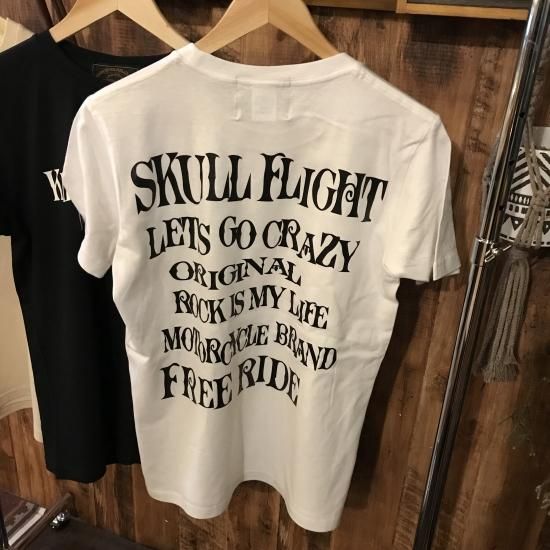 SKULL FLIGHT
LETS GO CRAZY
ORIGINAL
ROCK IS MY LIFE
MOTORCYCLE BRAND
FREE RIDE